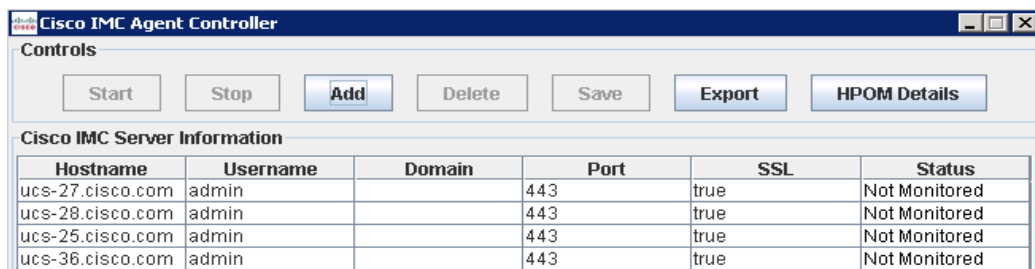 cisco Cisco IMC Agent Controller
Controls
Start Stop Add Delete Save Export HPOM Details
Cisco IMC Server Information
Hostname Username Domain Port SSL Status
ucs-27.cisco.com admin 443 true Not Monitored
ucs-28.cisco.com admin 443 true Not Monitored
ucs-25.cisco.com admin 443 true Not Monitored
ucs-36.cisco.com admin 443 true Not Monitored